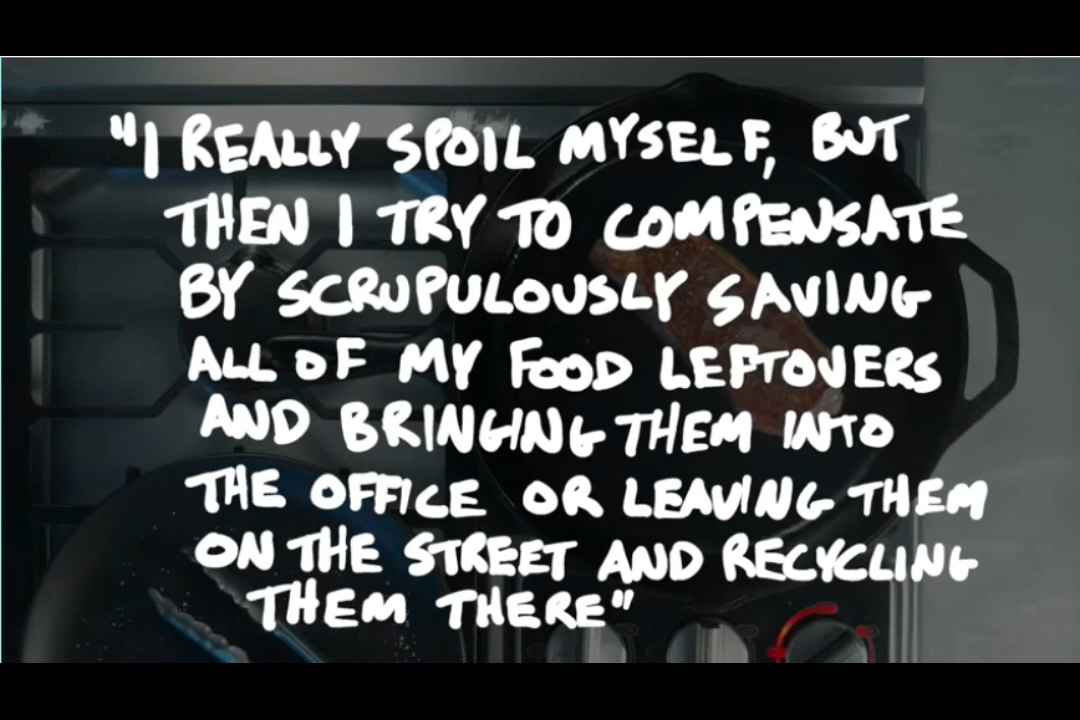 "I REALLY SPOIL MYSELF, BUT
THEN I TRY TO COMPENSATE
BY SCRUPULOUSLY SAVING
ALL OF MY FOOD LEFTOVERS
AND BRINGING THEM INTO
THE OFFICE OR LEAVING THEM
ON THE STREET AND RECYCLING
THEM THERE"